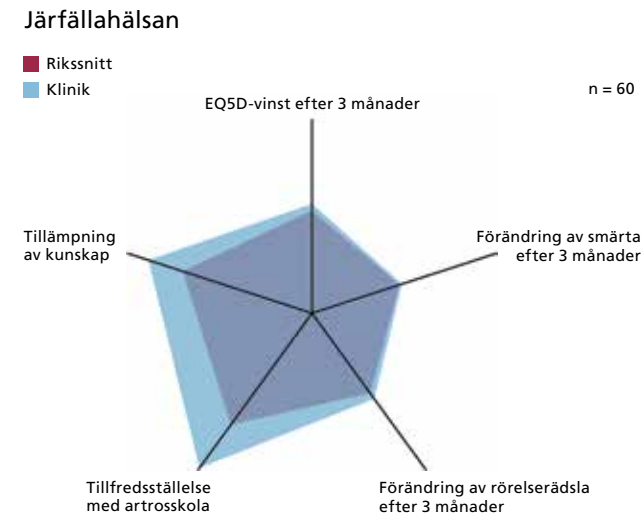 Järfällahälsan
Rikssnitt
Klinik
n = 60
EQ5D-vinst efter 3 månader
Tillämpning
av kunskap
Förändring av smärta
efter 3 månader
Tillfredsställelse
med artrosskola
Förändring av rörelserädsla
efter 3 månader